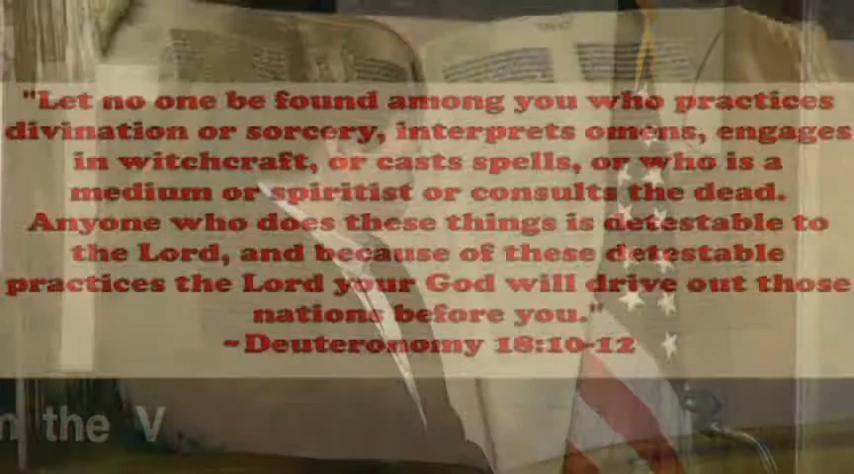 "Let no one be found among you who practices
divination or sorcery, interprets omens, engages
in witchcraft, or casts spells, or who is a
medium or spiritist or consults the dead.
Anyone who does these things is detestable to
the Lord, and because of these detestable
practices the Lord your God will drive out those
nations before you."
~Deuteronomy 18:10-12
the V